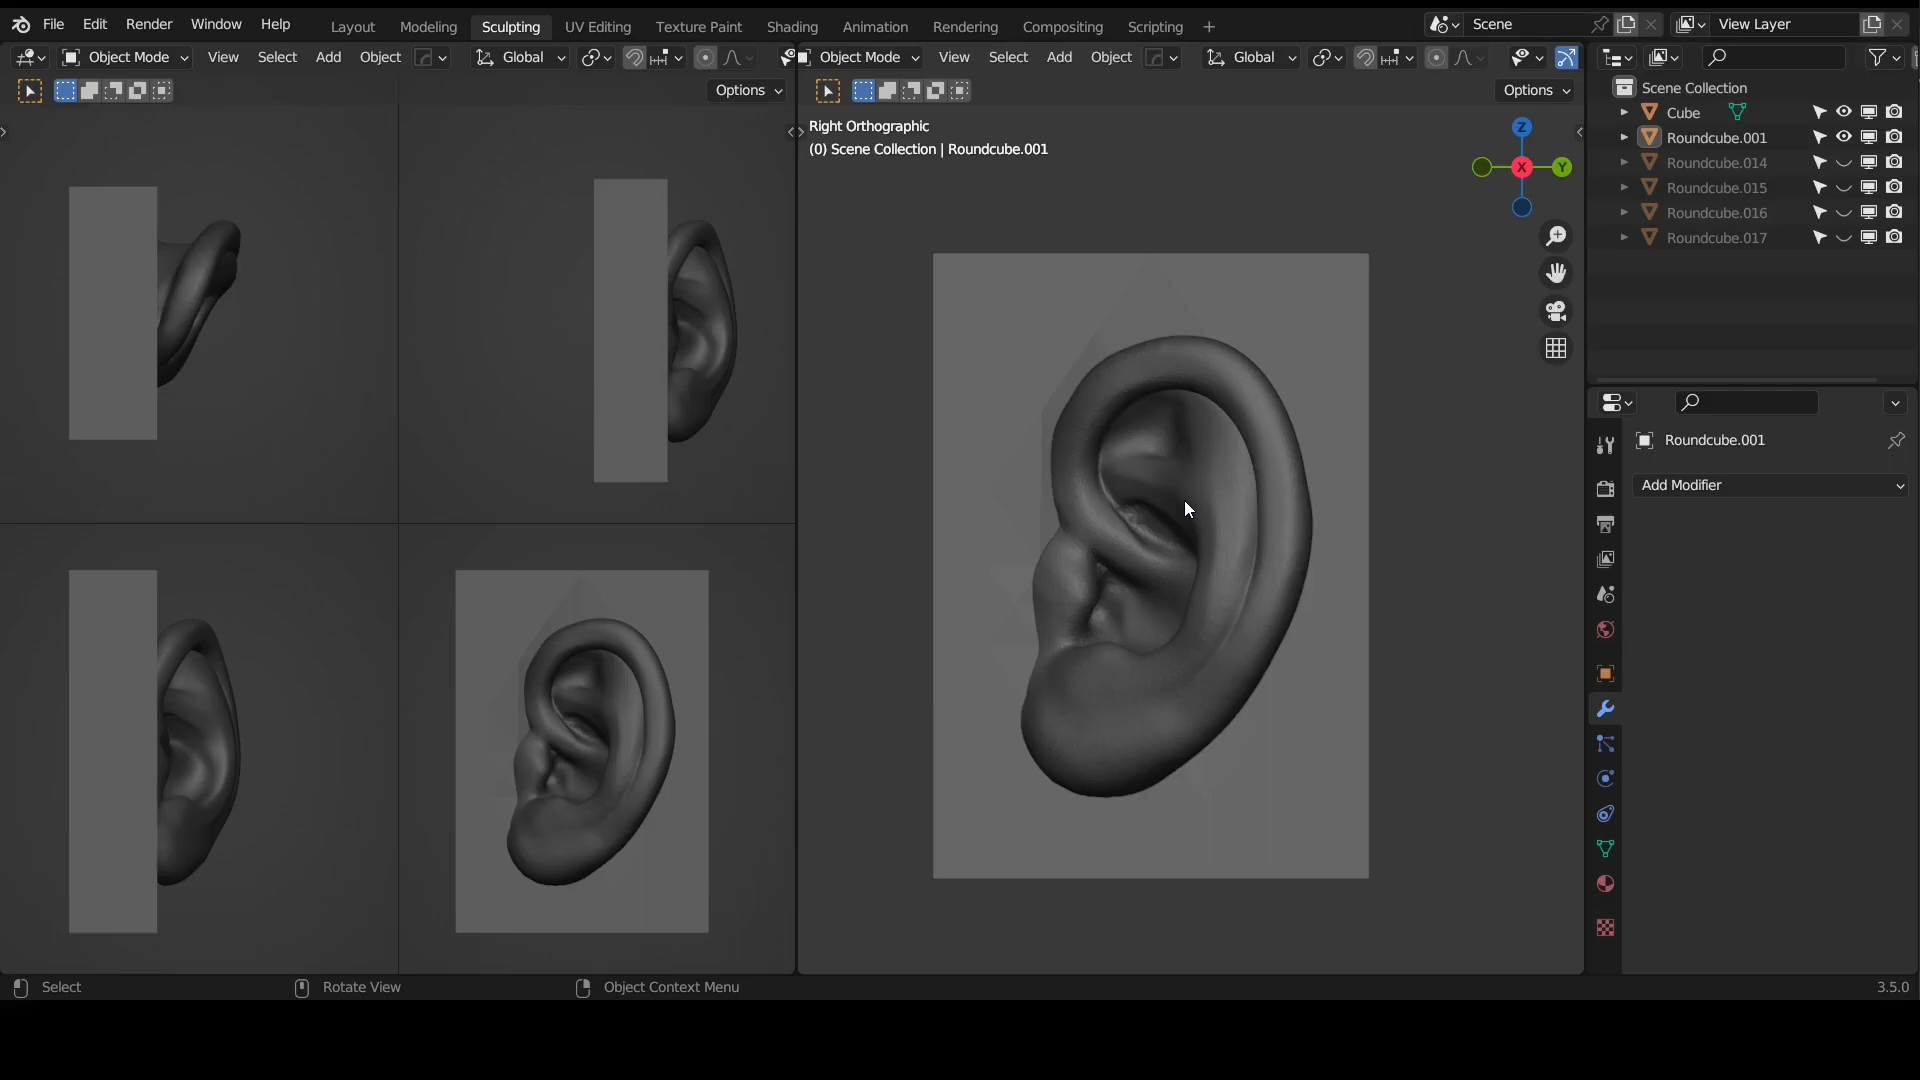 File Edit Render Window Help Layout Modeling Sculpting UV Editing Texture Paint Shading Animation Rendering Compositing Scripting + Scene View Layer
Object Mode View Select Add Object Global Object Mode View Select Add Object Global
Options Options
Right Orthographic
(0) Scene Collection | Roundcube.001
Z
X Y
Scene Collection
Cube
Roundcube.001
Roundcube.014
Roundcube.015
Roundcube.016
Roundcube.017
Roundcube.001
Add Modifier
Select Rotate View Object Context Menu 3.5.0